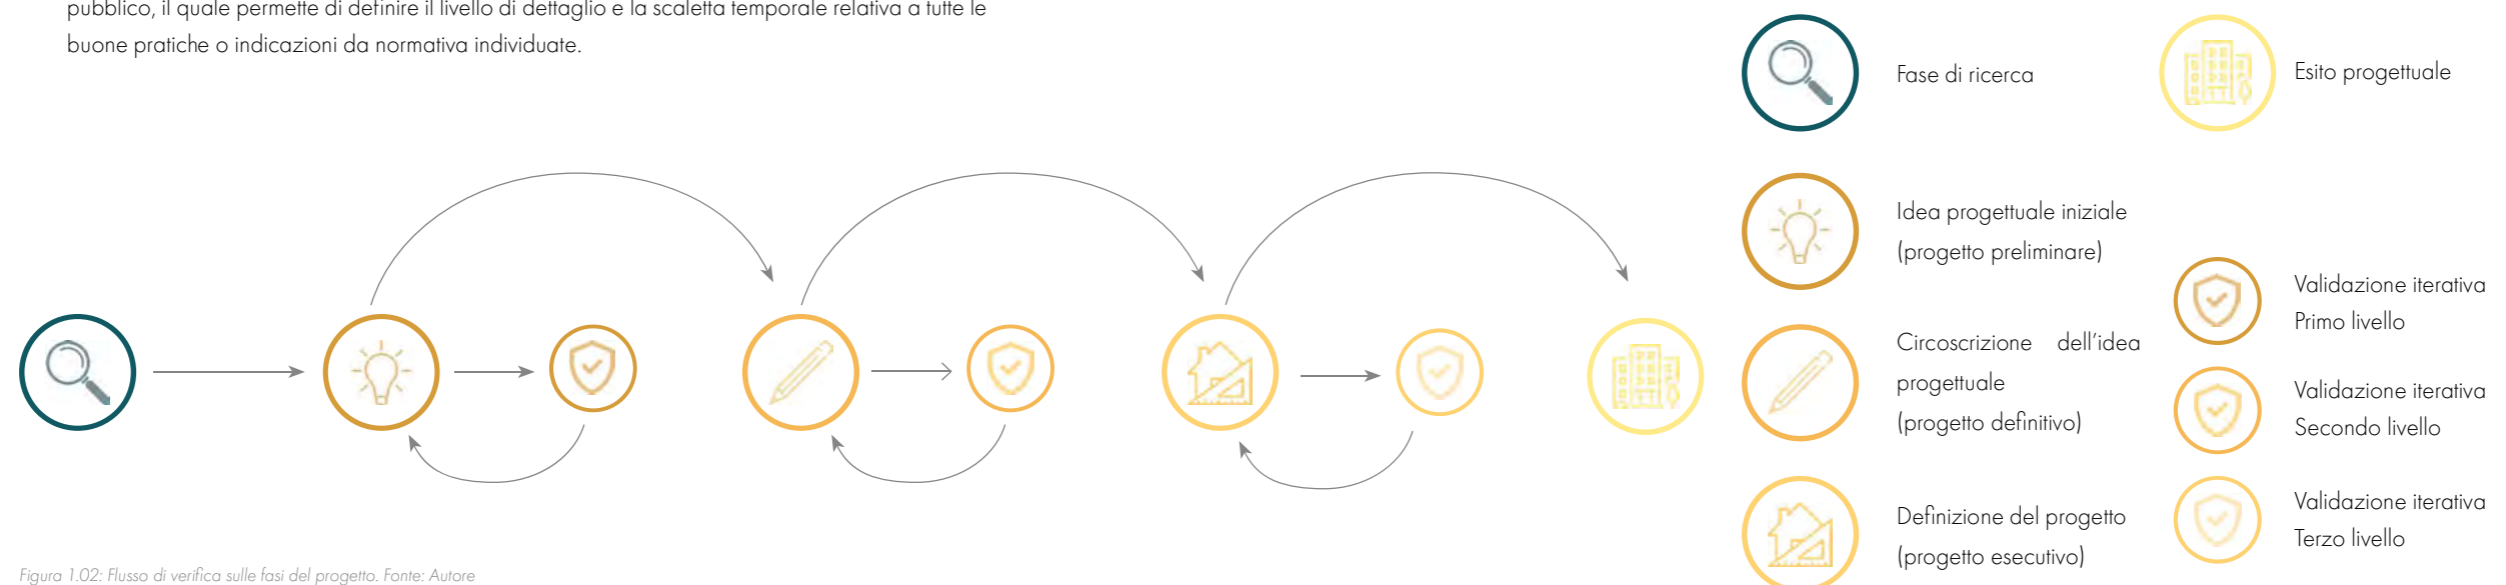 pubblico, il quale permette di definire il livello di dettaglio e la scaletta temporale relativa a tutte le
buone pratiche o indicazioni da normativa individuate.
Fase di ricerca
Esito progettuale
Idea progettuale iniziale
(progetto preliminare)
Circoscrizione dell'idea
progettuale
(progetto definitivo)
Definizione del progetto
(progetto esecutivo)
Validazione iterativa
Primo livello
Validazione iterativa
Secondo livello
Validazione iterativa
Terzo livello
Figura 1.02: Flusso di verifica sulle fasi del progetto. Fonte: Autore